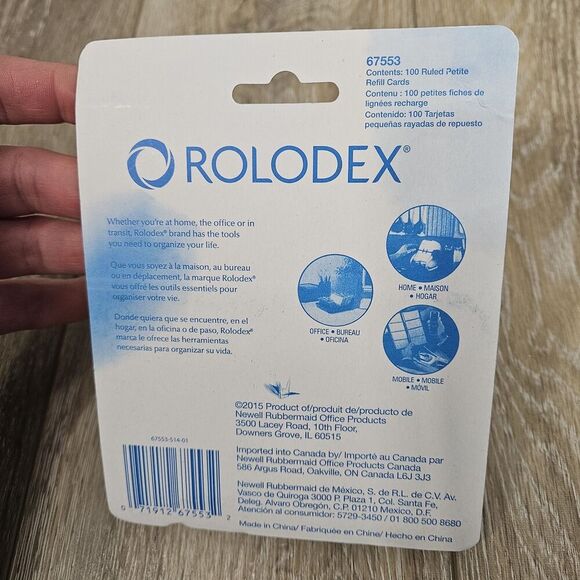 67553
Contents: 100 Ruled Petite
Refill Cards
Contenu : 100 petites fiches de
lignées recharge
Contenido: 100 Tarjetas
pequeñas rayadas de repuesto
ROLODEX®
Whether you're at home, the office or in
transit, Rolodex® brand has the tools
you need to organize your life.
Que vous soyez à la maison, au bureau
ou en déplacement, la marque Rolodex®
vous offre les outils essentiels pour
organiser votre vie.
Donde quiera que se encuentre, en el
hogar, en la oficina o de paso, Rolodex®
marca le ofrece las herramientas
necesarias para organizar su vida.
HOME • MAISON
• HOGAR
OFFICE • BUREAU
• OFICINA
MOBILE • MOBILE
• MÓVIL
©2015 Product of/produit de/producto de
Newell Rubbermaid Office Products
3500 Lacey Road, 10th Floor,
Downers Grove, IL 60515
Imported into Canada by/ Importé au Canada par
Newell Rubbermaid Office Products Canada
586 Argus Road, Oakville, ON Canada L6J 3J3
Newell Rubbermaid de México, S. de R.L. de C.V. Av.
Vasco de Quiroga 3000 P. Plaza 1, Col. Santa Fe,
Deleg. Alvaro Obregón, C.P. 01210 Mexico, D.F.
Atención al consumidor: 5729-3450 / 01 800 500 8680
Made in China/ Fabriquée en Chine/ Hecho en China
67553-514-01
0 71912 67553 2